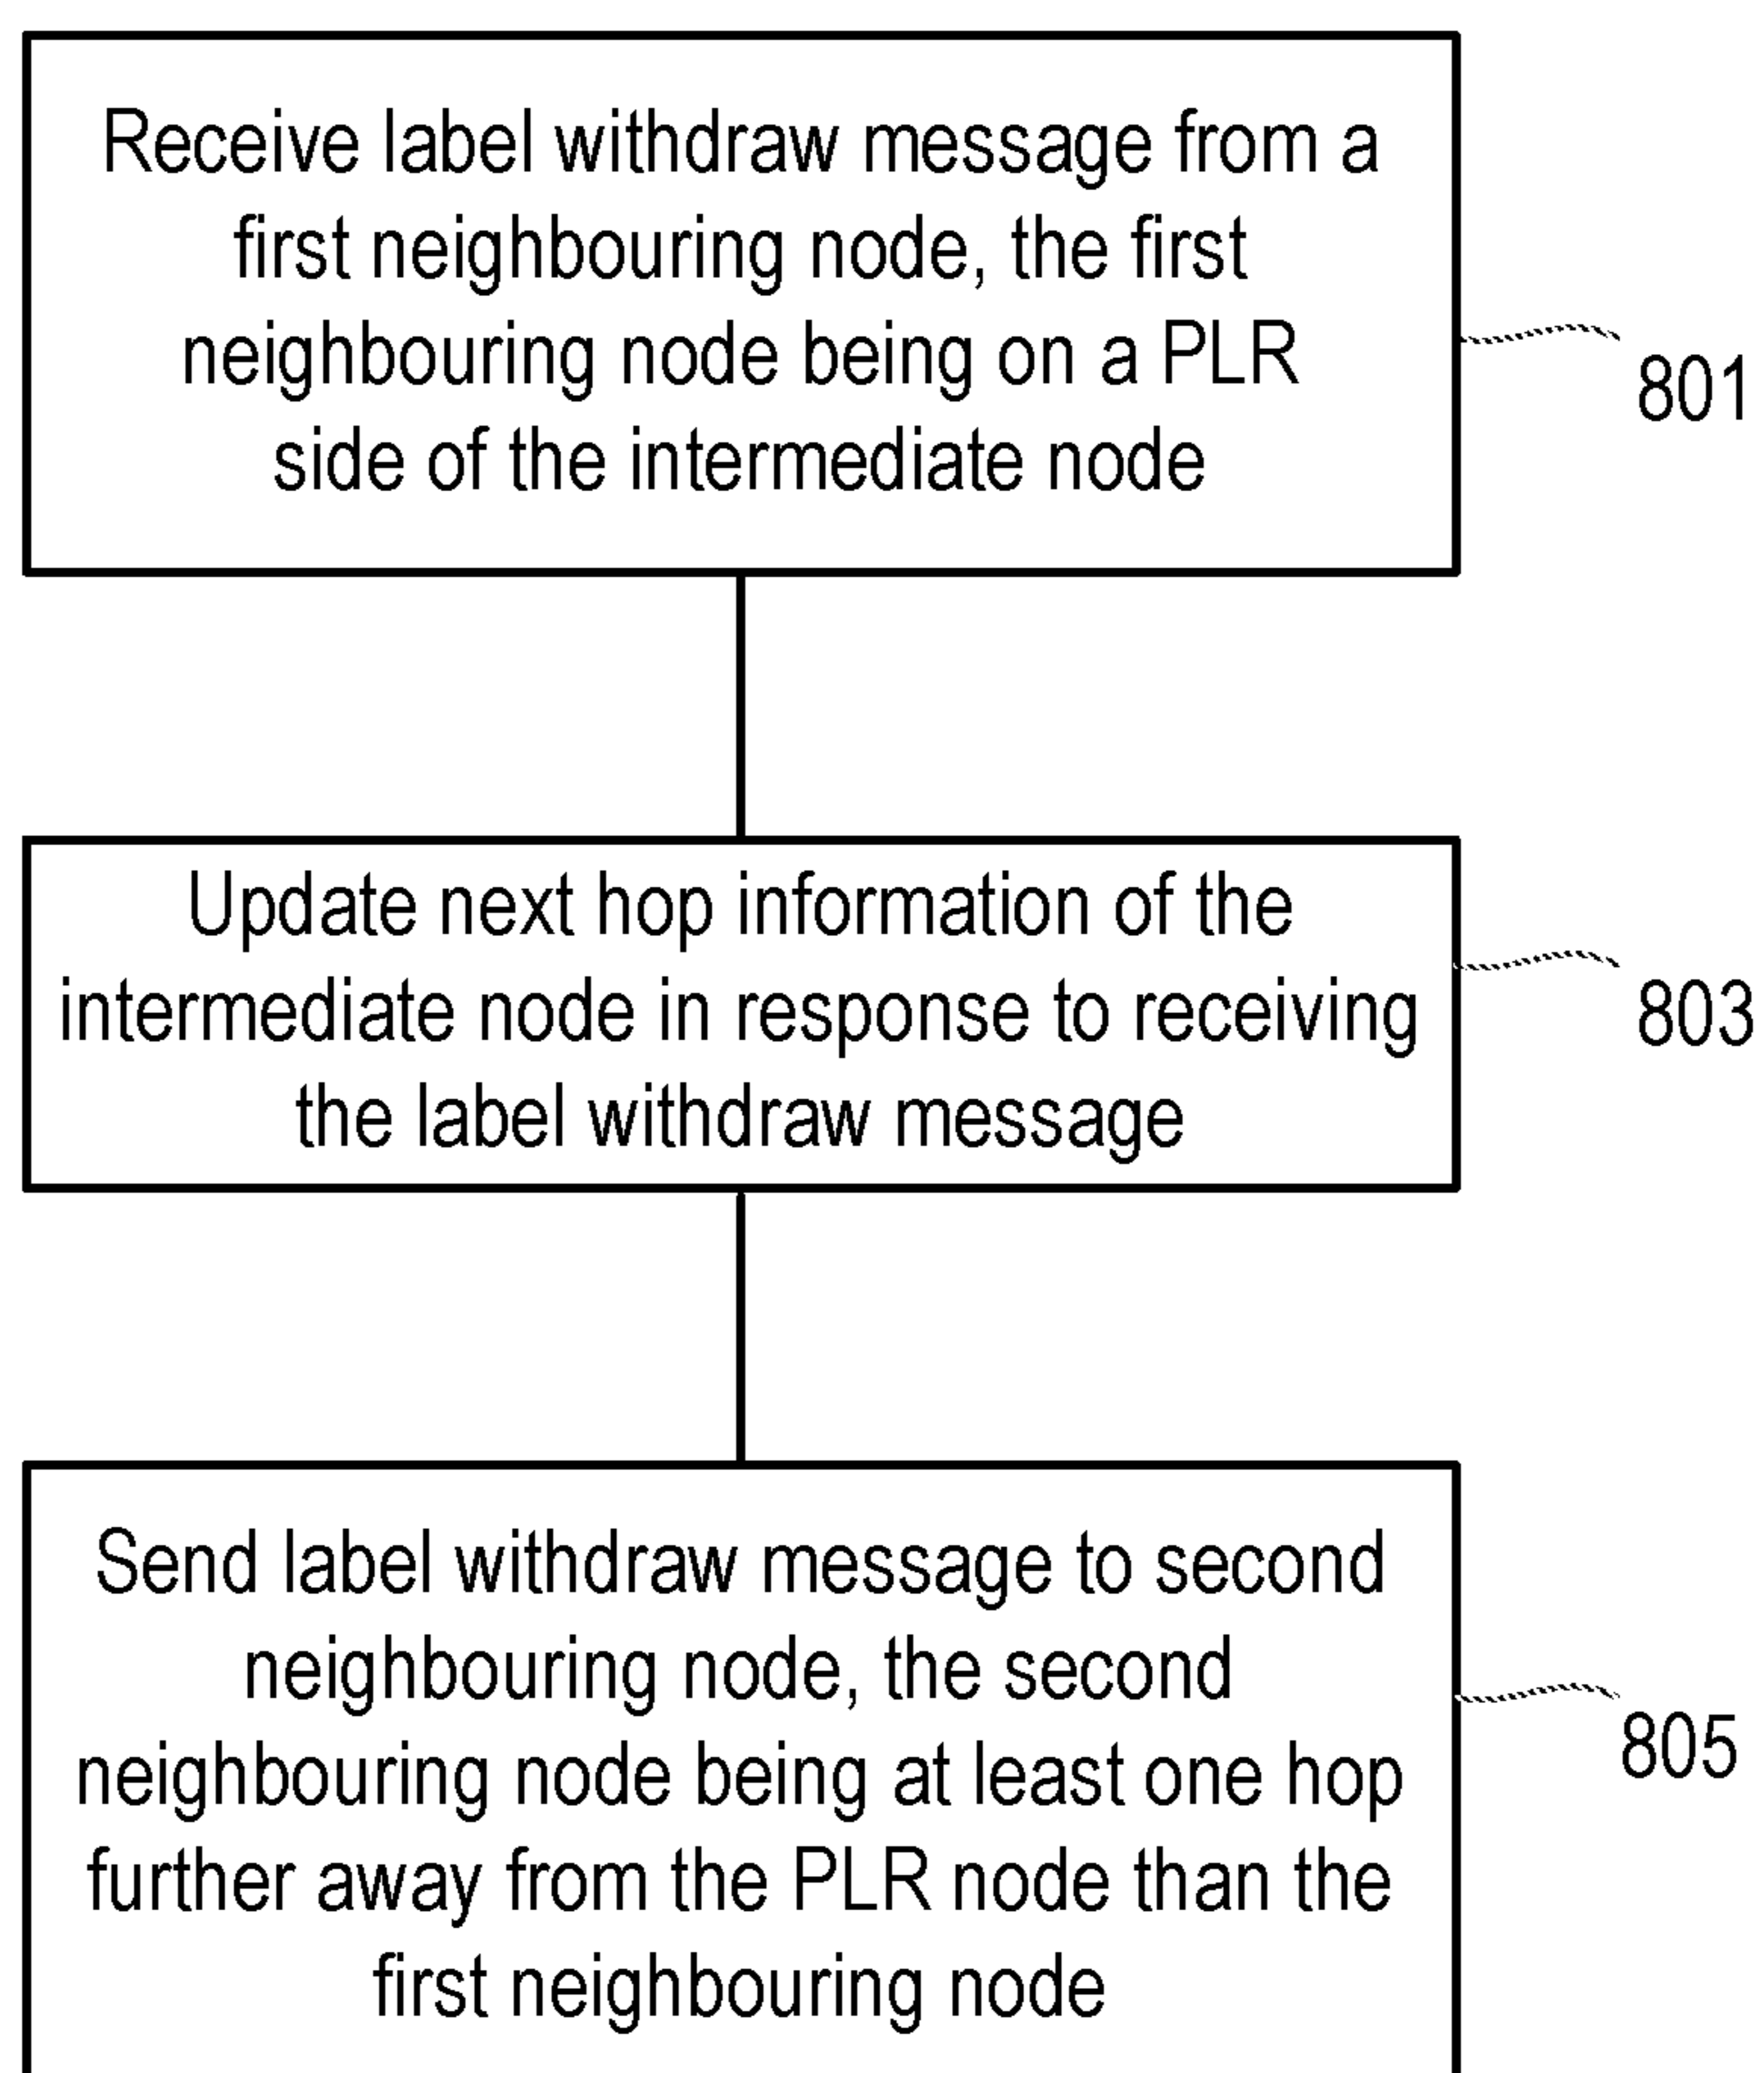 Receive label withdraw message from a
first neighbouring node, the first
neighbouring node being on a PLR
side of the intermediate node
801
Update next hop information of the
intermediate node in response to receiving
the label withdraw message
803
Send label withdraw message to second
neighbouring node, the second
neighbouring node being at least one hop
further away from the PLR node than the
first neighbouring node
805